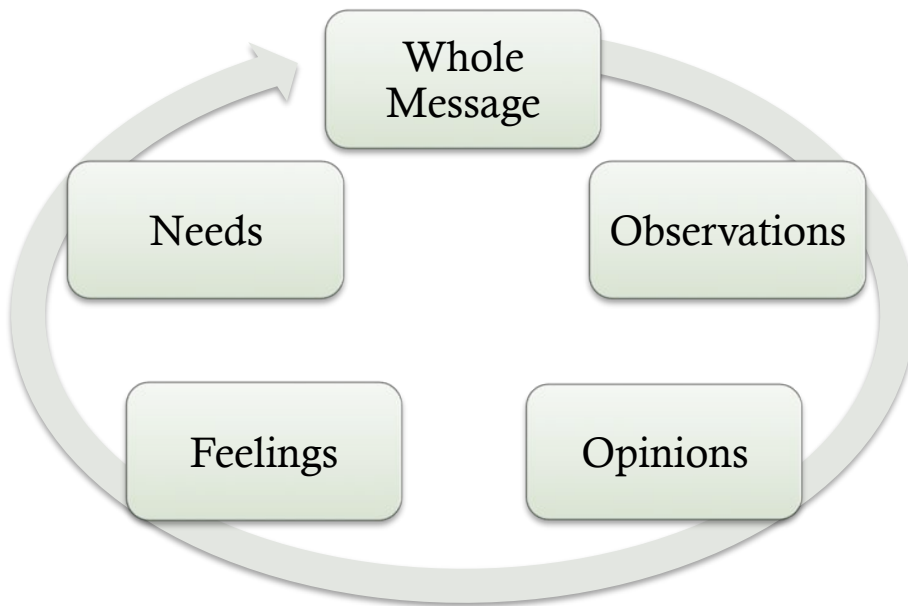 Whole
Message
Observations
Opinions
Feelings
Needs